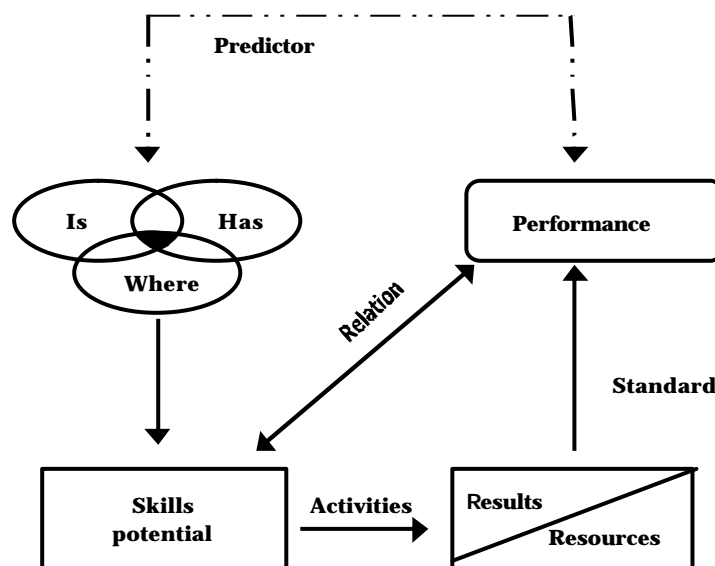 Predictor
Is
Has
Performance
Where
Relation
Standard
Skills
potential
Activities
Results
Resources